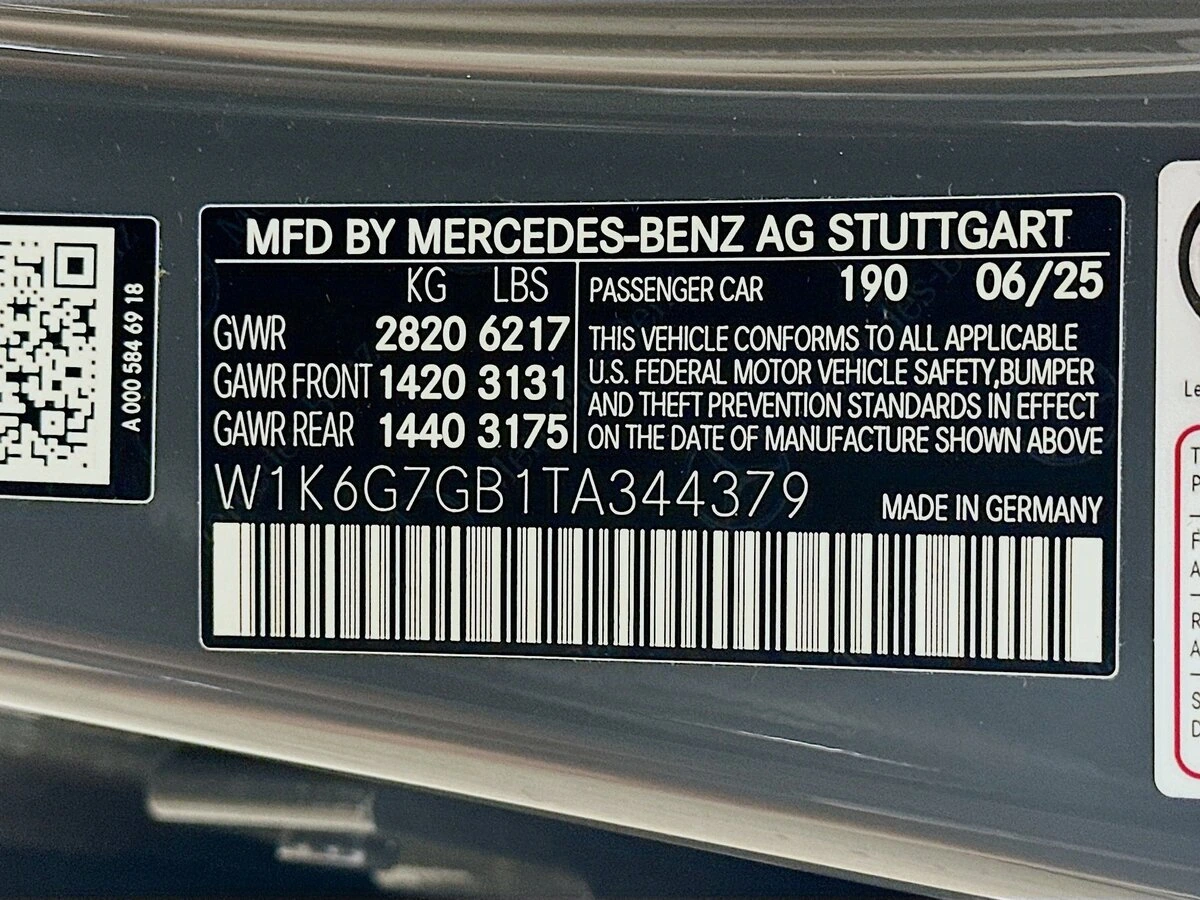 A 000 584 69 18
MFD BY MERCEDES-BENZ AG STUTTGART
KG LBS
GVWR 2820 6217
GAWR FRONT 1420 3131
GAWR REAR 1440 3175
PASSENGER CAR 190 06/25
THIS VEHICLE CONFORMS TO ALL APPLICABLE
U.S. FEDERAL MOTOR VEHICLE SAFETY,BUMPER
AND THEFT PREVENTION STANDARDS IN EFFECT
ON THE DATE OF MANUFACTURE SHOWN ABOVE
W1K6G7GB1TA344379
MADE IN GERMANY